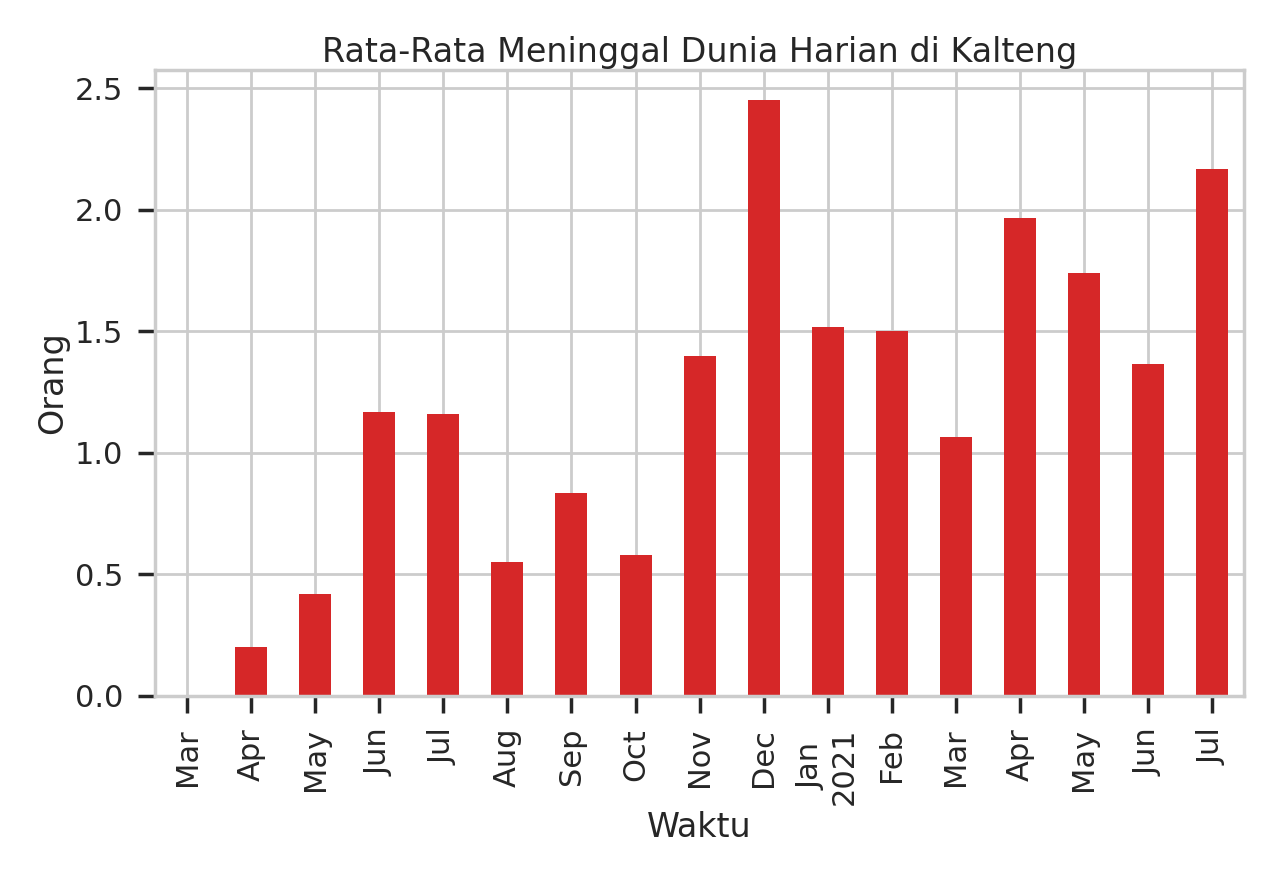 Rata-Rata Meninggal Dunia Harian di Kalteng
Orang
2.5
2.0
1.5
1.0
0.5
0.0
Mar
Apr
May
Jun
Jul
Aug
Sep
Oct
Nov
Dec
Jan
2021
Feb
Mar
Apr
May
Jun
Jul
Waktu